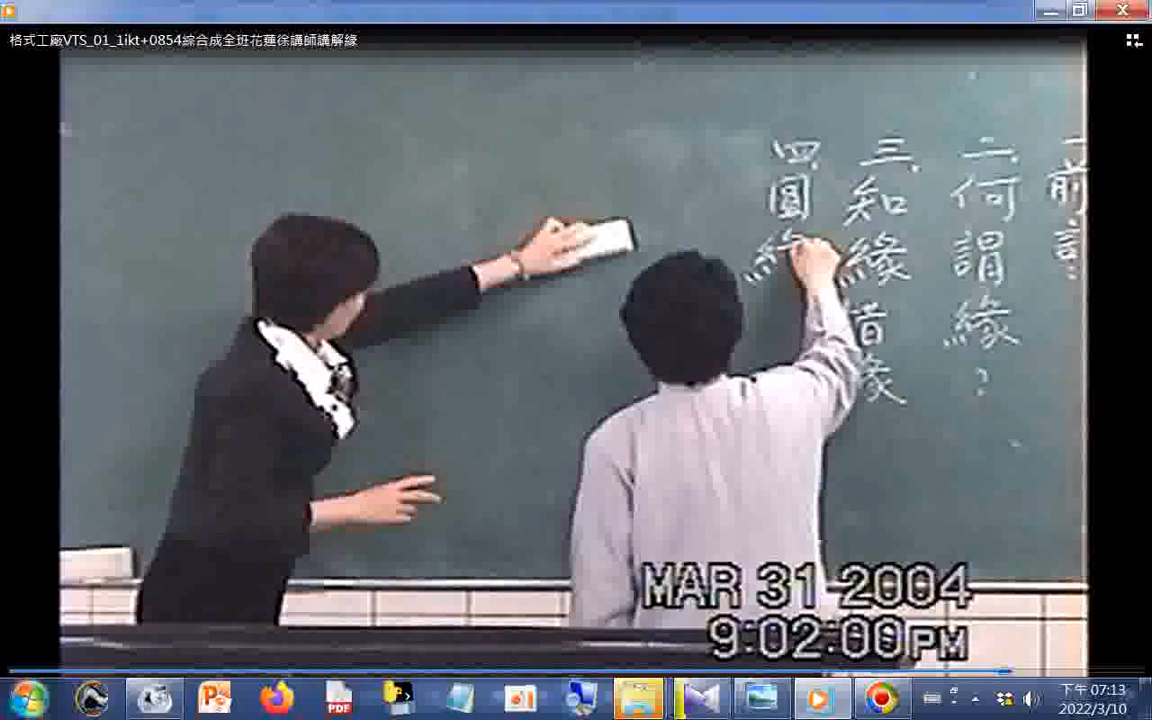 格式工廠VTS_01_1ikt+0854綜合成全班花蓮徐講師講解緣
一前言:
二、何謂緣?
三、知緣惜緣
四、圓緣
MAR 31 2004
9:02:00PM
下午 07:13
2022/3/10
PDF